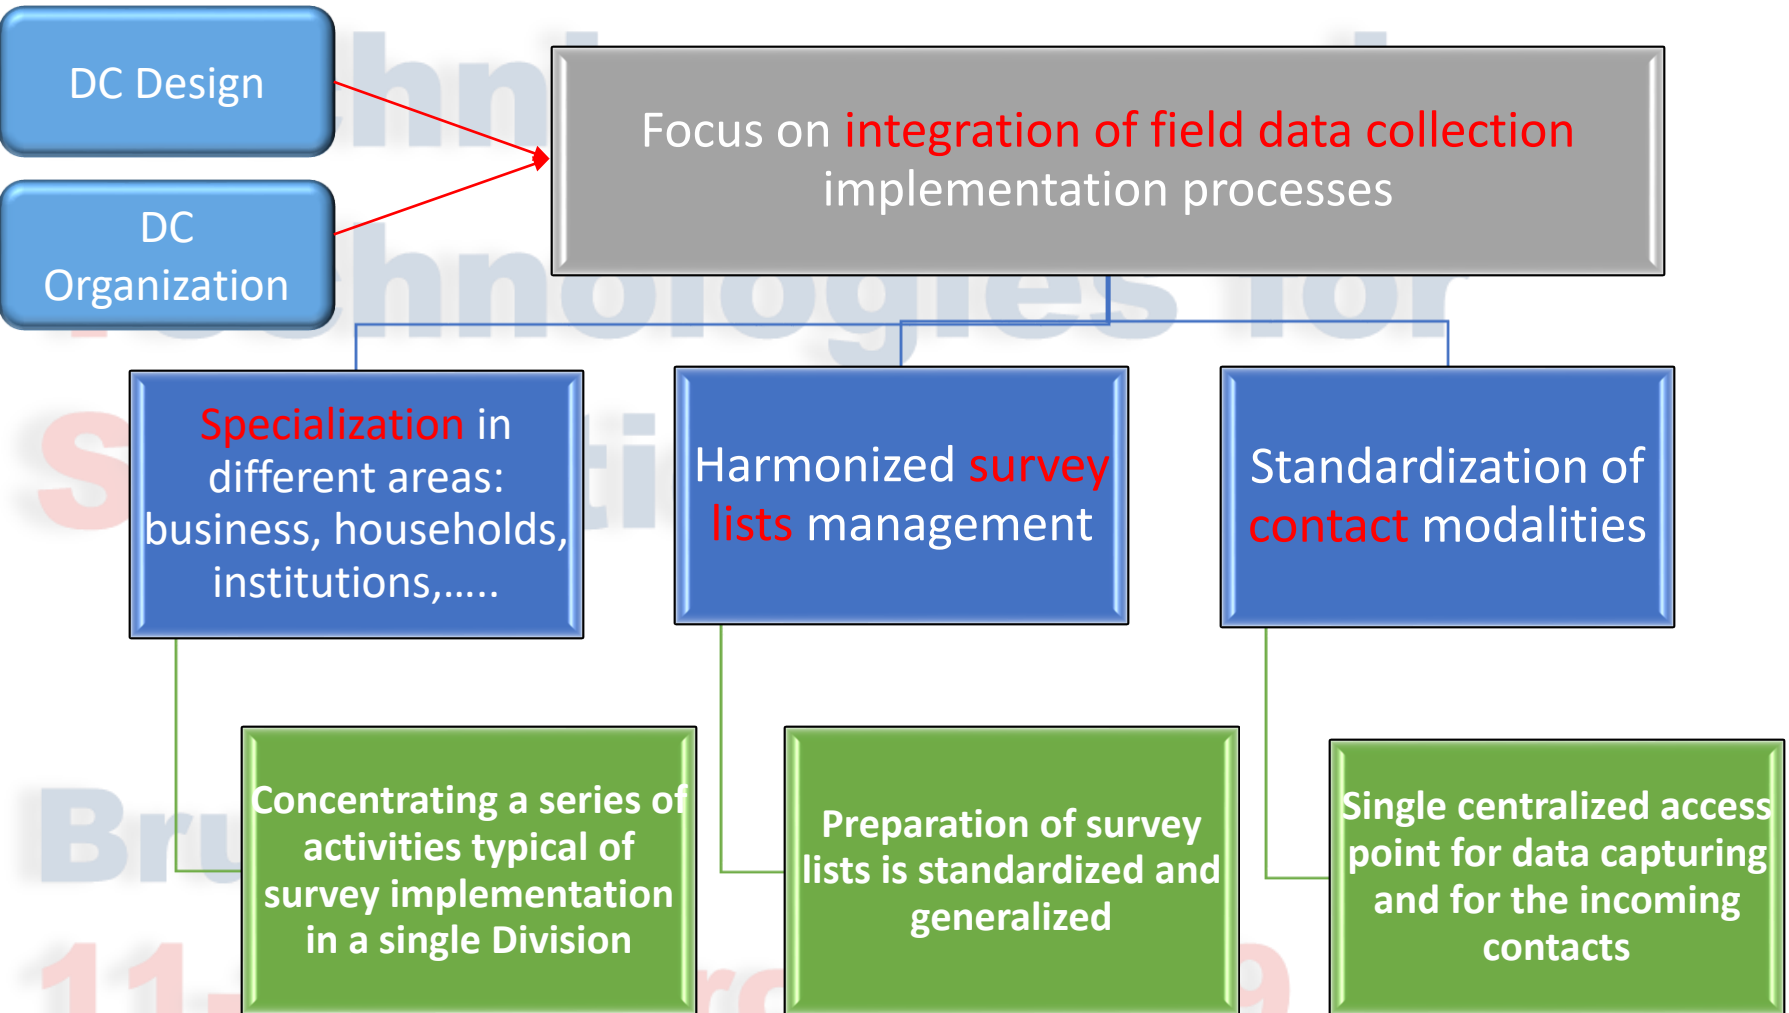 DC Design
DC
Organization
Focus on integration of field data collection
implementation processes
Specialization in
different areas:
business, households,
institutions,.....
Harmonized survey
lists management
Standardization of
contact modalities
Concentrating a series of
activities typical of
survey implementation
in a single Division
Preparation of survey
lists is standardized and
generalized
Single centralized access
point for data capturing
and for the incoming
contacts